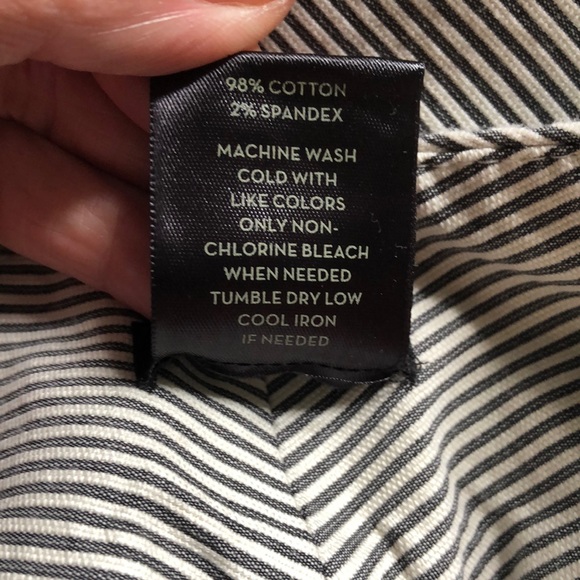 98% COTTON
2% SPANDEX
MACHINE WASH
COLD WITH
LIKE COLORS
ONLY NON-
CHLORINE BLEACH
WHEN NEEDED
TUMBLE DRY LOW
COOL IRON
IF NEEDED